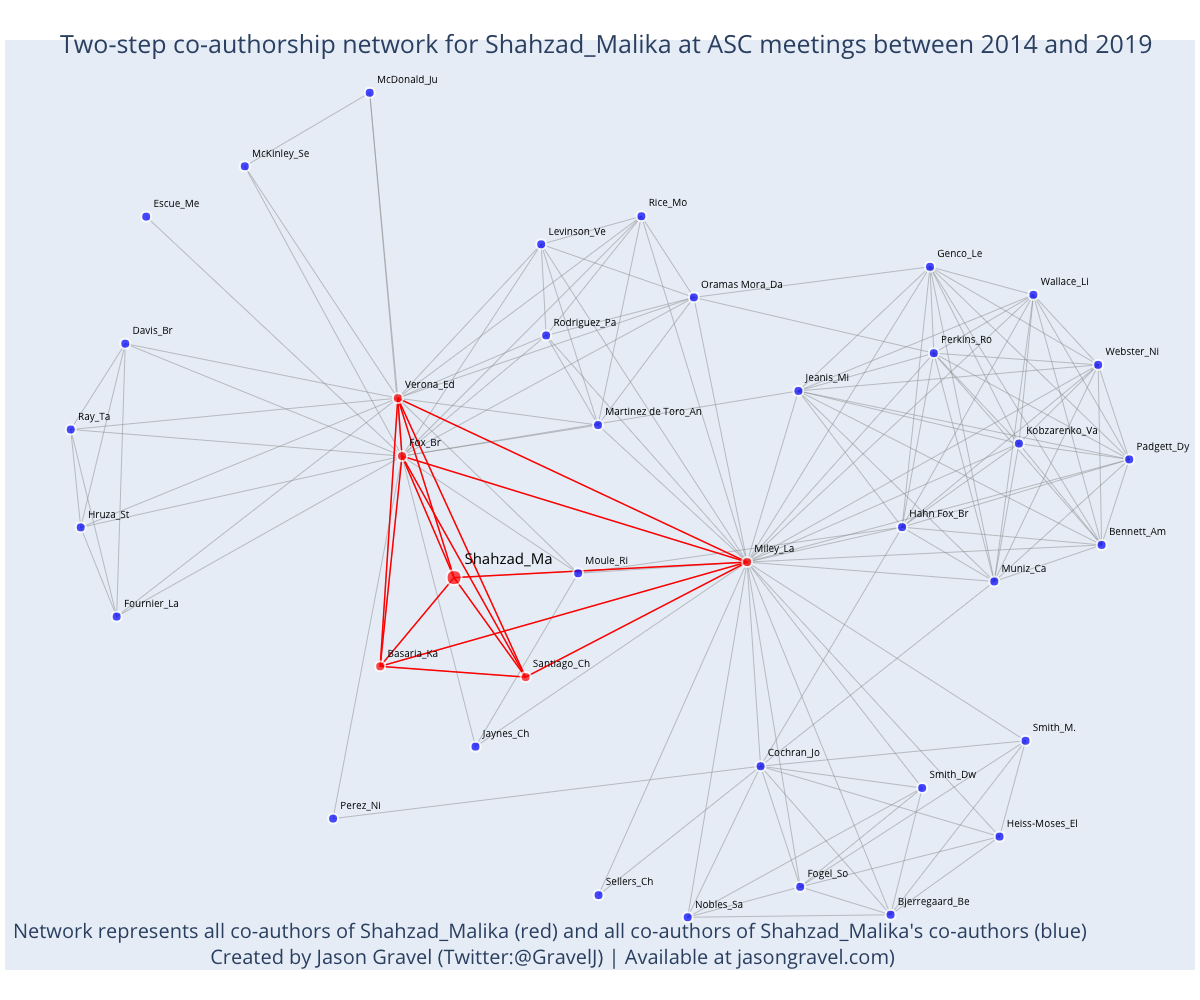 Two-step co-authorship network for Shahzad_Malika at ASC meetings between 2014 and 2019
McDonald_Ju
McKinley_Se
Escue_Me
Rice_Mo
Levinson_Ve
Genco_Le
Wallace_Li
Oramas Mora_Da
Rodriguez_Pa
Davis_Br
Perkins_Ro
Webster_Ni
Verona_Ed
Jeanis_Mi
Ray_Ta
Martinez de Toro_An
Fox_Br
Kobzarenko_Va
Padgett_Dy
Hruza_St
Hahn Fox_Br
Bennett_Am
Shahzad_Ma
Moule_Ri
Miley_La
Muniz_Ca
Fournier_La
Basaria_Ka
Santiago_Ch
Jaynes_Ch
Smith_M.
Cochran_Jo
Smith_Dw
Perez_Ni
Heiss-Moses_El
Fogel_So
Sellers_Ch
Nobles_Sa
Bjerregaard_Be
Network represents all co-authors of Shahzad_Malika (red) and all co-authors of Shahzad_Malika's co-authors (blue)
Created by Jason Gravel (Twitter:@GravelJ) | Available at jasongravel.com)